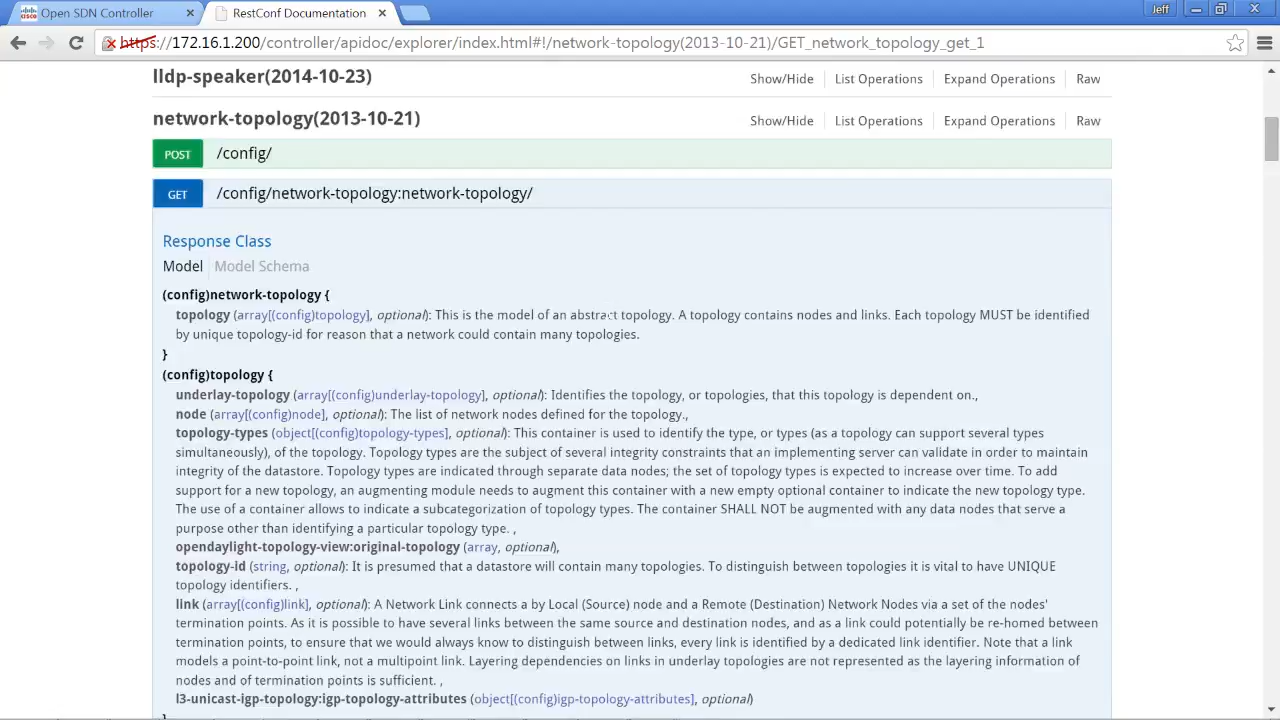 Open SDN Controller
RestConf Documentation
Jeff
https://172.16.1.200/controller/apidoc/explorer/index.html#!/network-topology(2013-10-21)/GET_network_topology_get_1
lldp-speaker(2014-10-23) Show/Hide List Operations Expand Operations Raw
network-topology(2013-10-21) Show/Hide List Operations Expand Operations Raw
POST /config/
GET /config/network-topology:network-topology/
Response Class
Model Model Schema
(config)network-topology {
topology (array[(config)topology], optional): This is the model of an abstract topology. A topology contains nodes and links. Each topology MUST be identified
by unique topology-id for reason that a network could contain many topologies.
}
(config)topology {
underlay-topology (array[(config)underlay-topology], optional): Identifies the topology, or topologies, that this topology is dependent on.,
node (array[(config)node], optional): The list of network nodes defined for the topology.,
topology-types (object[(config)topology-types], optional): This container is used to identify the type, or types (as a topology can support several types
simultaneously), of the topology. Topology types are the subject of several integrity constraints that an implementing server can validate in order to maintain
integrity of the datastore. Topology types are indicated through separate data nodes; the set of topology types is expected to increase over time. To add
support for a new topology, an augmenting module needs to augment this container with a new empty optional container to indicate the new topology type.
The use of a container allows to indicate a subcategorization of topology types. The container SHALL NOT be augmented with any data nodes that serve a
purpose other than identifying a particular topology type. ,
opendaylight-topology-view:original-topology (array, optional),
topology-id (string, optional): It is presumed that a datastore will contain many topologies. To distinguish between topologies it is vital to have UNIQUE
topology identifiers. ,
link (array[(config)link], optional): A Network Link connects a by Local (Source) node and a Remote (Destination) Network Nodes via a set of the nodes'
termination points. As it is possible to have several links between the same source and destination nodes, and as a link could potentially be re-homed between
termination points, to ensure that we would always know to distinguish between links, every link is identified by a dedicated link identifier. Note that a link
models a point-to-point link, not a multipoint link. Layering dependencies on links in underlay topologies are not represented as the layering information of
nodes and of termination points is sufficient. ,
l3-unicast-igp-topology:igp-topology-attributes (object[(config)igp-topology-attributes], optional)
}